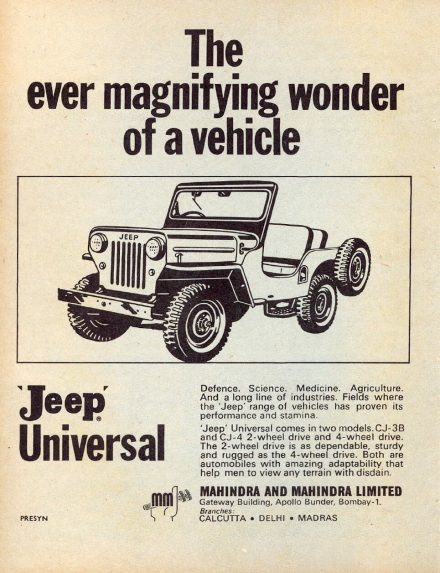 The
ever magnifying wonder
of a vehicle
JEEP
'Jeep'®
Universal
Defence. Science. Medicine. Agriculture.
And a long line of industries. Fields where
the 'Jeep' range of vehicles has proven its
performance and stamina.
'Jeep' Universal comes in two models. CJ-3B
and CJ-4 2-wheel drive and 4-wheel drive.
The 2-wheel drive is as dependable, sturdy
and rugged as the 4-wheel drive. Both are
automobiles with amazing adaptability that
help men to view any terrain with disdain.
mm
MAHINDRA AND MAHINDRA LIMITED
Gateway Building, Apollo Bunder, Bombay-1.
Branches:
CALCUTTA • DELHI • MADRAS
PRESYN